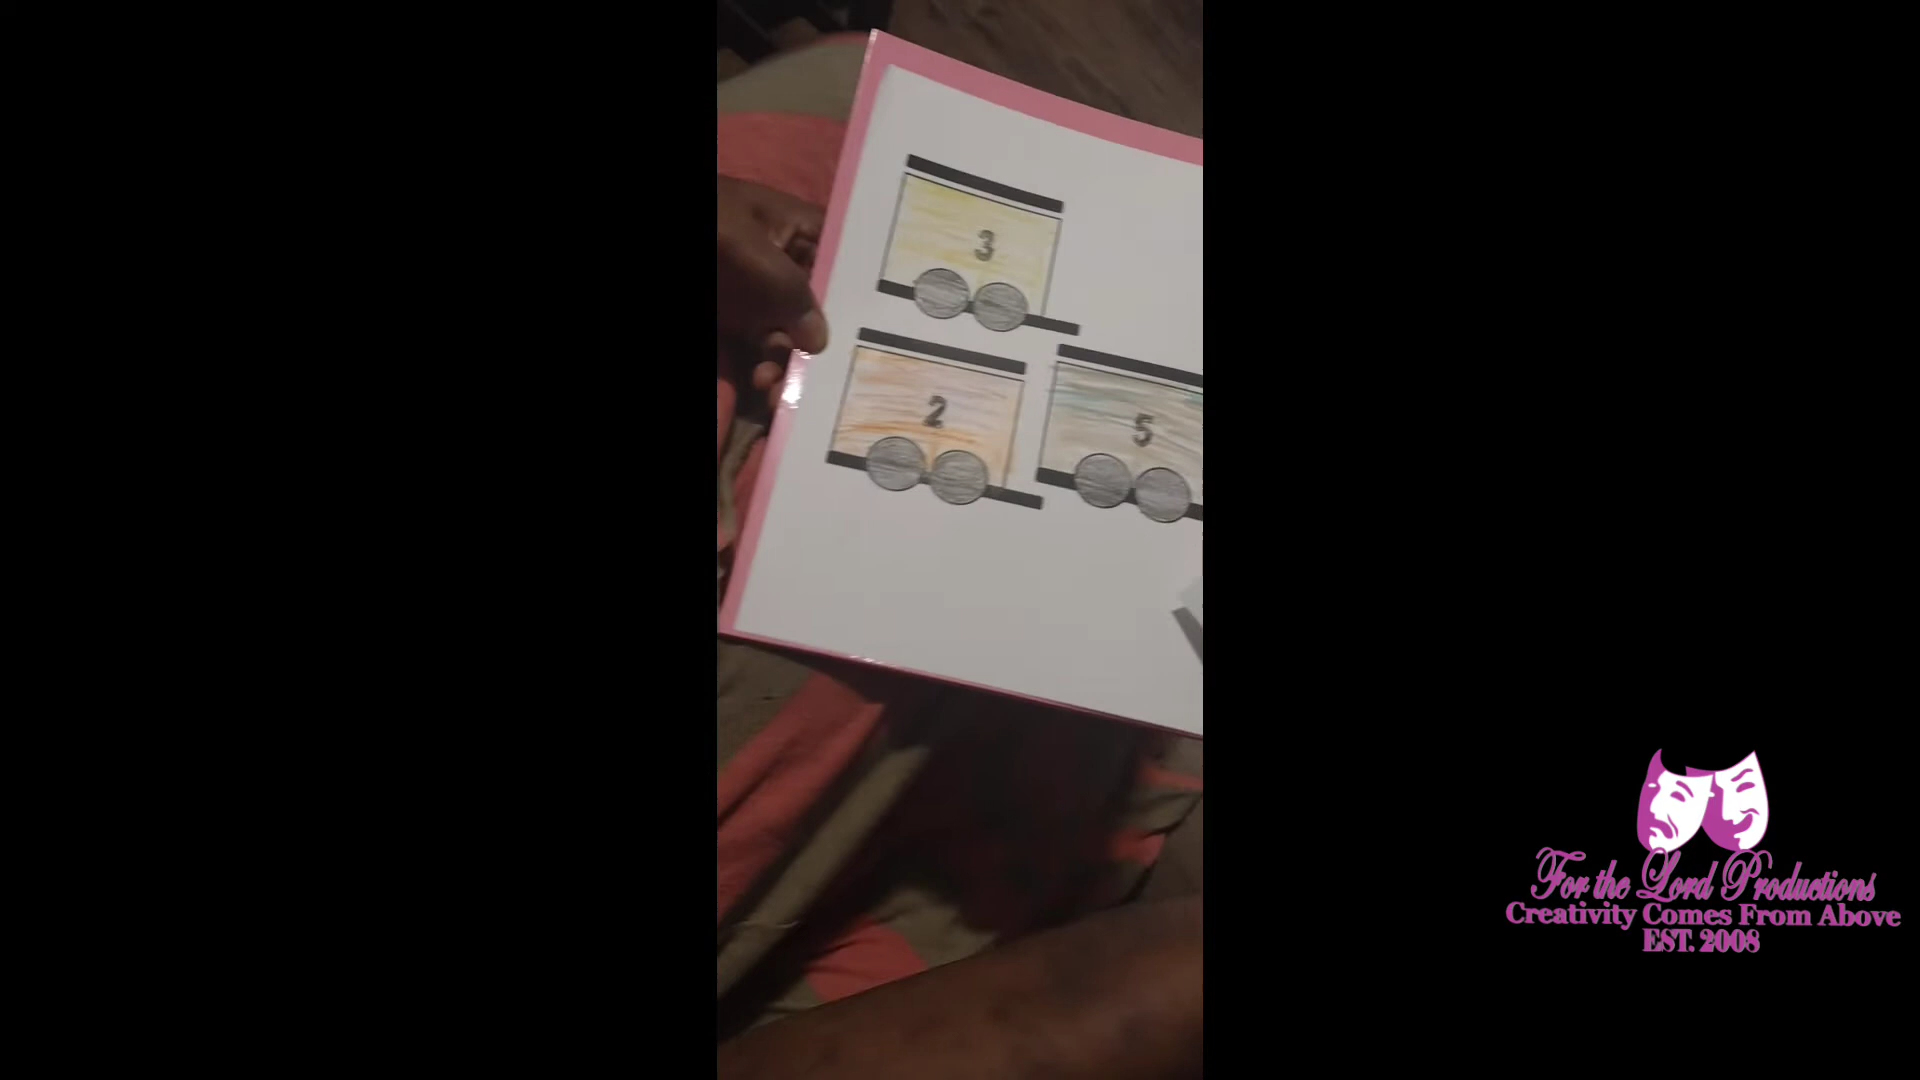 3
2
5
For the Lord Productions
Creativity Comes From Above
EST. 2008